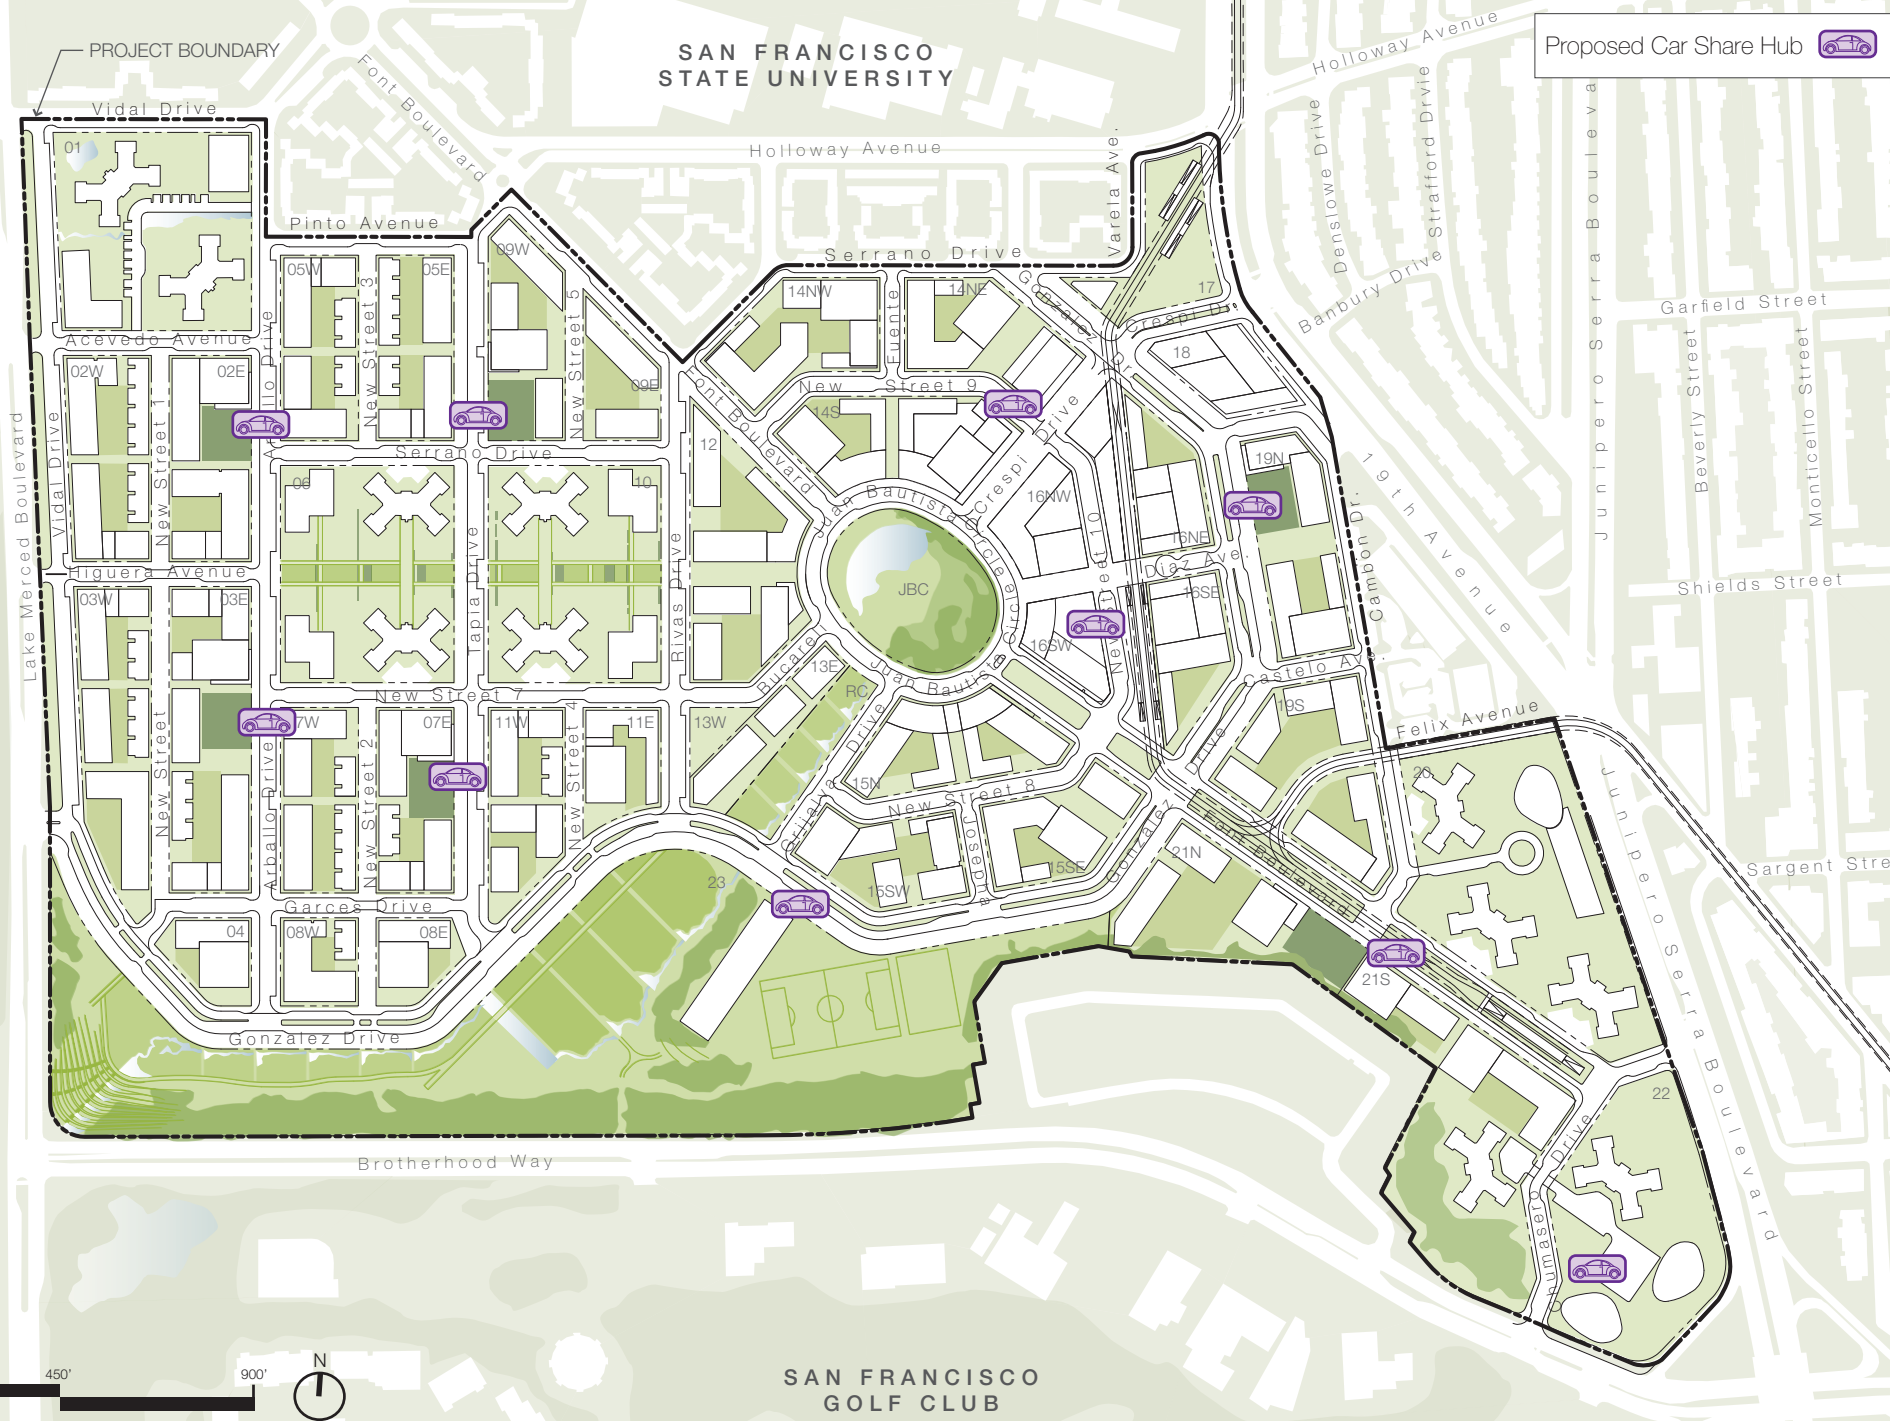 PROJECT BOUNDARY
SAN FRANCISCO
STATE UNIVERSITY
Proposed Car Share Hub
Holloway Avenue
Font Boulevard
Vidal Drive
Holloway Avenue
Varela Ave.
Denslowe Drive
Strafford Drvie
Banbury Drive
Junipero Serra Bouleva
Garfield Street
Beverly Street
Monticello Street
Shields Street
Sargent Stre
19th Avenue
01
Pinto Avenue
Serrano Drive
Gonzalez Dr.
Crespi Dr.
17
18
09W
05W
05E
New Street 3
New Street 5
09E
14NW
14NE
Fuente
New Street 9
14S
Acevedo Avenue
02W
02E
New Street 1
Vidal Drive
Lake Merced Boulevard
Serrano Drive
06
10
12
Font Boulevard
Juan Bautista Circle
Crespi Drive
16NW
16NE
19N
Cambon Dr.
Diaz Ave.
16SE
16SW
New Street 10
JBC
Higuera Avenue
03W
03E
Tapia Drive
Rivas Drive
Bucareli
13E
RC
Juan Bautista Circle
Castelo Ave.
19S
Felix Avenue
New Street 7
7W
07E
11W
11E
13W
New Street
New Street 2
New Street 4
Arballo Drive
Grijalva Drive
15N
New Street 8
Josepha
15SW
15SE
Gonzalez
Drive
21N
Font Boulevard
20
Junipero Serra Boulevard
Garces Drive
04
08W
08E
23
21S
22
Gonzalez Drive
Brotherhood Way
Chumasero Drive
450'
900'
N
SAN FRANCISCO
GOLF CLUB